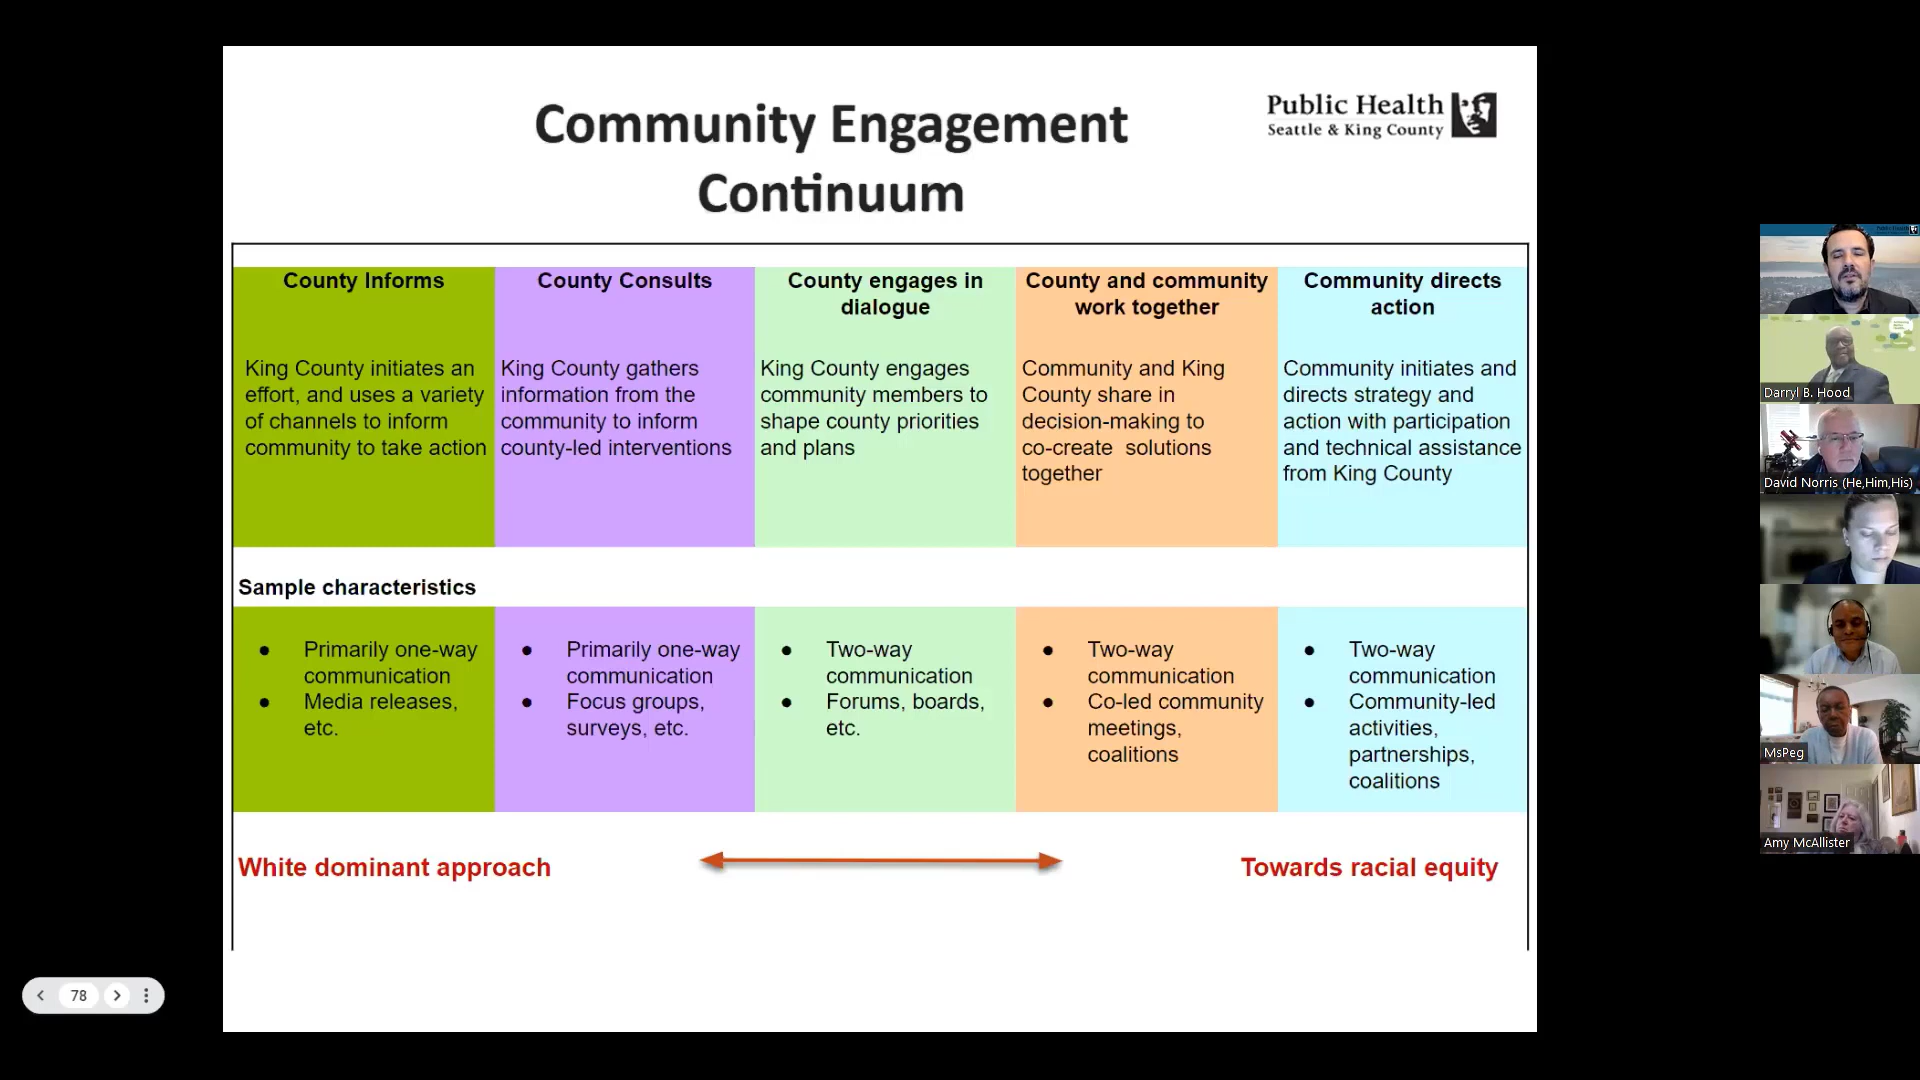 Community Engagement
Continuum
Public Health
Seattle & King County
County Informs
King County initiates an
effort, and uses a variety
of channels to inform
community to take action
County Consults
King County gathers
information from the
community to inform
county-led interventions
County engages in
dialogue
King County engages
community members to
shape county priorities
and plans
County and community
work together
Community and King
County share in
decision-making to
co-create solutions
together
Community directs
action
Community initiates and
directs strategy and
action with participation
and technical assistance
from King County
Sample characteristics
● Primarily one-way
communication
● Media releases,
etc.
● Primarily one-way
communication
● Focus groups,
surveys, etc.
● Two-way
communication
● Forums, boards,
etc.
● Two-way
communication
● Co-led community
meetings,
coalitions
● Two-way
communication
● Community-led
activities,
partnerships,
coalitions
White dominant approach
Towards racial equity
78
Darryl B. Hood
David Norris (He,Him,His)
MsPeg
Amy McAllister